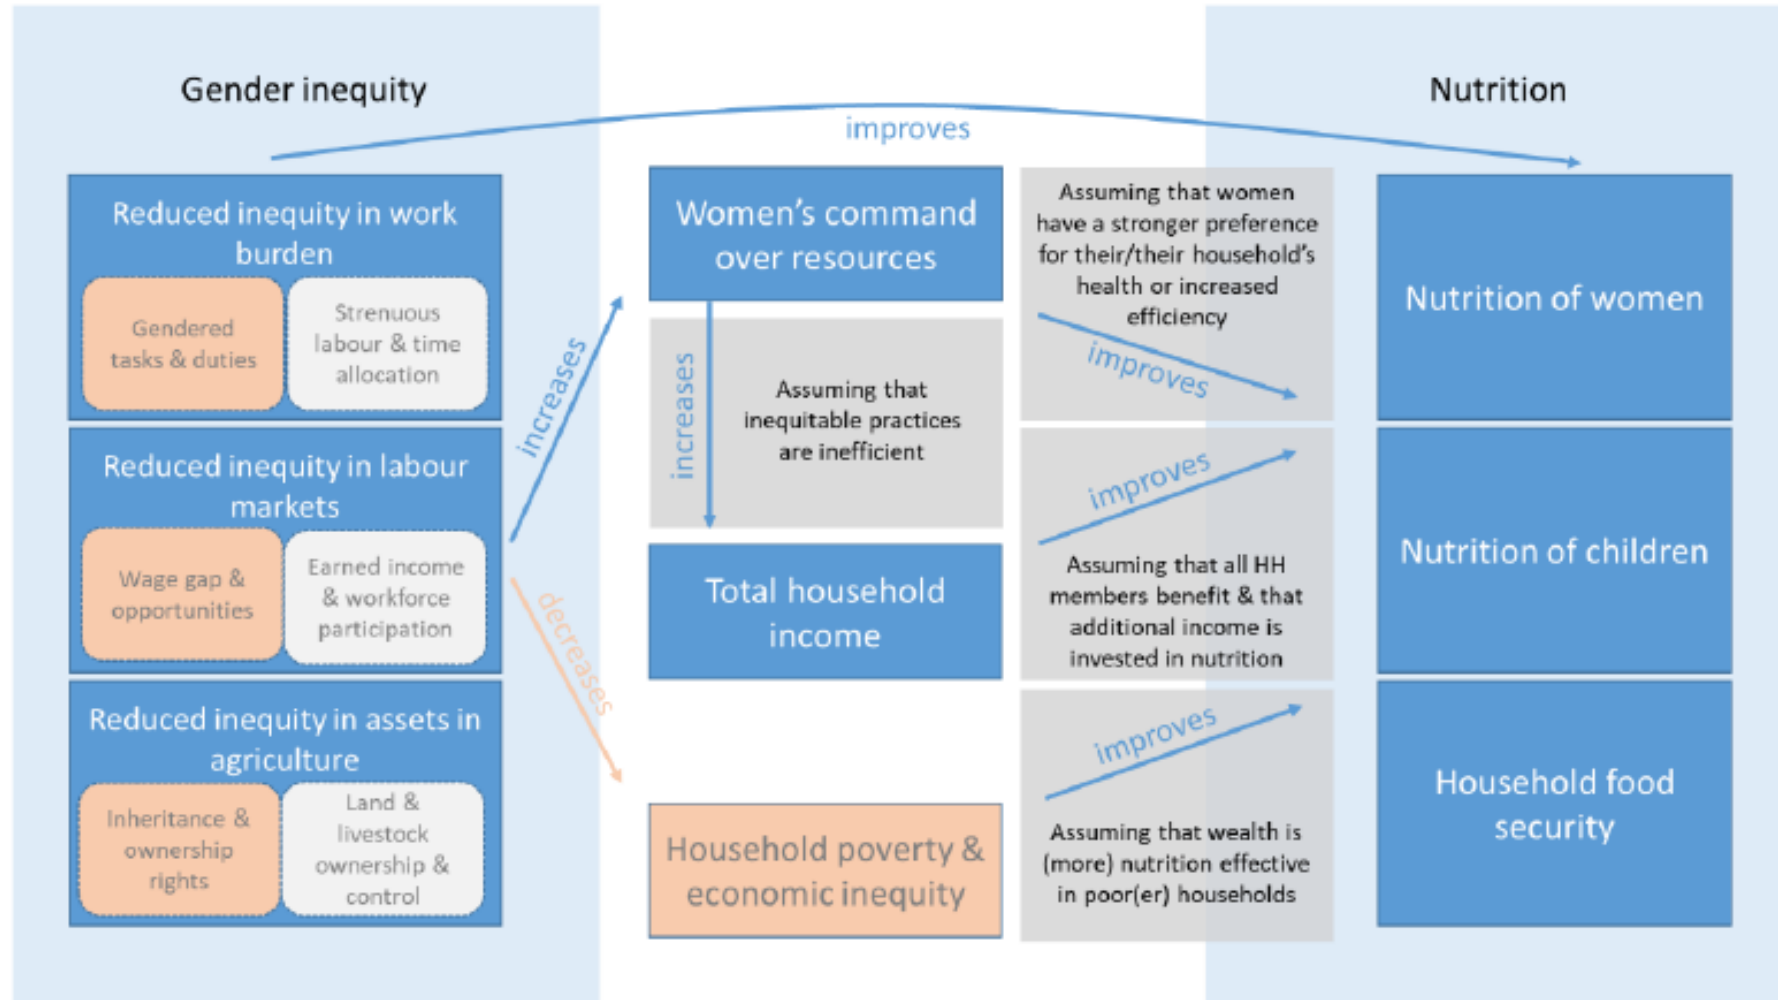 Gender inequity
Nutrition
improves
Reduced inequity in work
burden
Gendered
tasks & duties
Strenuous
labour & time
allocation
Reduced inequity in labour
markets
Wage gap &
opportunities
Earned income
& workforce
participation
Reduced inequity in assets in
agriculture
Inheritance &
ownership
rights
Land &
livestock
ownership &
control
increases
decreases
Women's command
over resources
increases
Assuming that
inequitable practices
are inefficient
Total household
income
Household poverty &
economic inequity
Assuming that women
have a stronger preference
for their/their household's
health or increased
efficiency
improves
improves
Assuming that all HH
members benefit & that
additional income is
invested in nutrition
improves
Assuming that wealth is
(more) nutrition effective
in poor(er) households
Nutrition of women
Nutrition of children
Household food
security